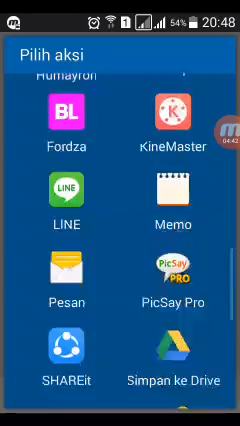 54% 20:48
Pilih aksi
Humayroh
BL
Fordza
KineMaster
04:42
LINE
LINE
Memo
Pesan
PicSay
PRO
PicSay Pro
SHAREit
Simpan ke Drive